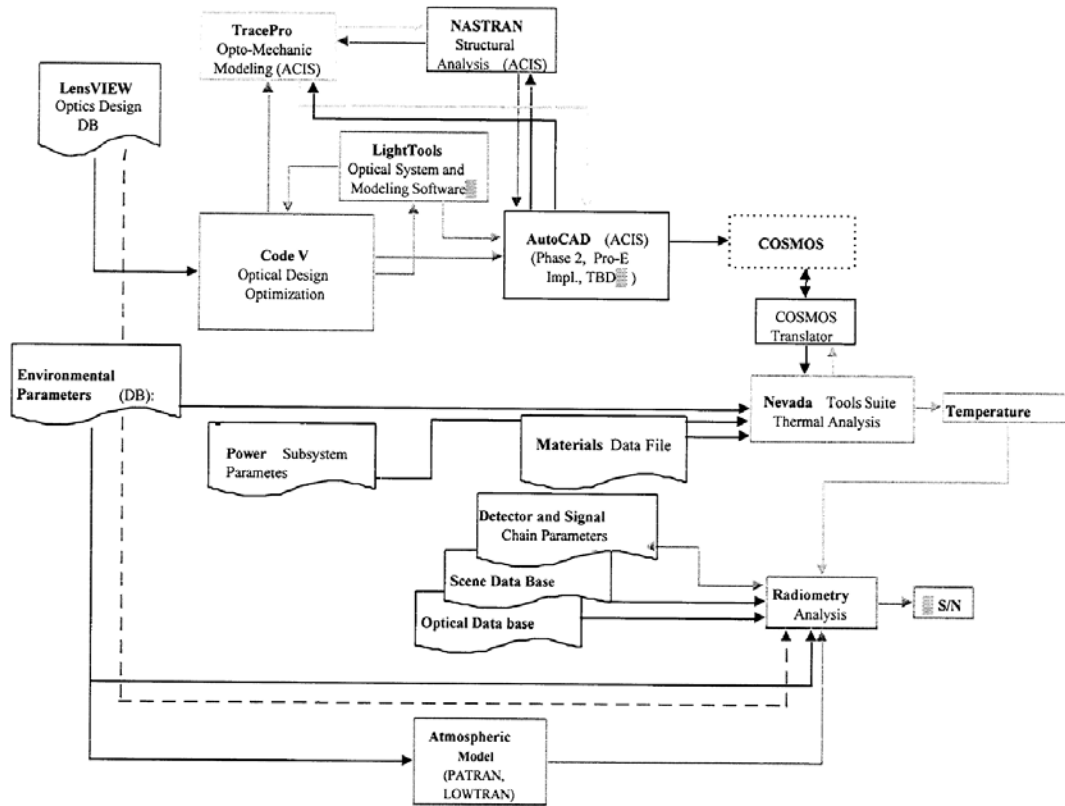 TracePro
Opto-Mechanic
Modeling (ACIS)
NASTRAN
Structural
Analysis (ACIS)
LensVIEW
Optics Design
DB
LightTools
Optical System and
Modeling Software
Code V
Optical Design
Optimization
AutoCAD (ACIS)
(Phase 2, Pro-E
Impl., TBD )
COSMOS
COSMOS
Translator
Environmental
Parameters (DB):
Nevada Tools Suite
Thermal Analysis
Temperature
Power Subsystem
Parametes
Materials Data File
Detector and Signal
Chain Parameters
Scene Data Base
Optical Data base
Radiometry
Analysis
S/N
Atmospheric
Model
(PATRAN,
LOWTRAN)